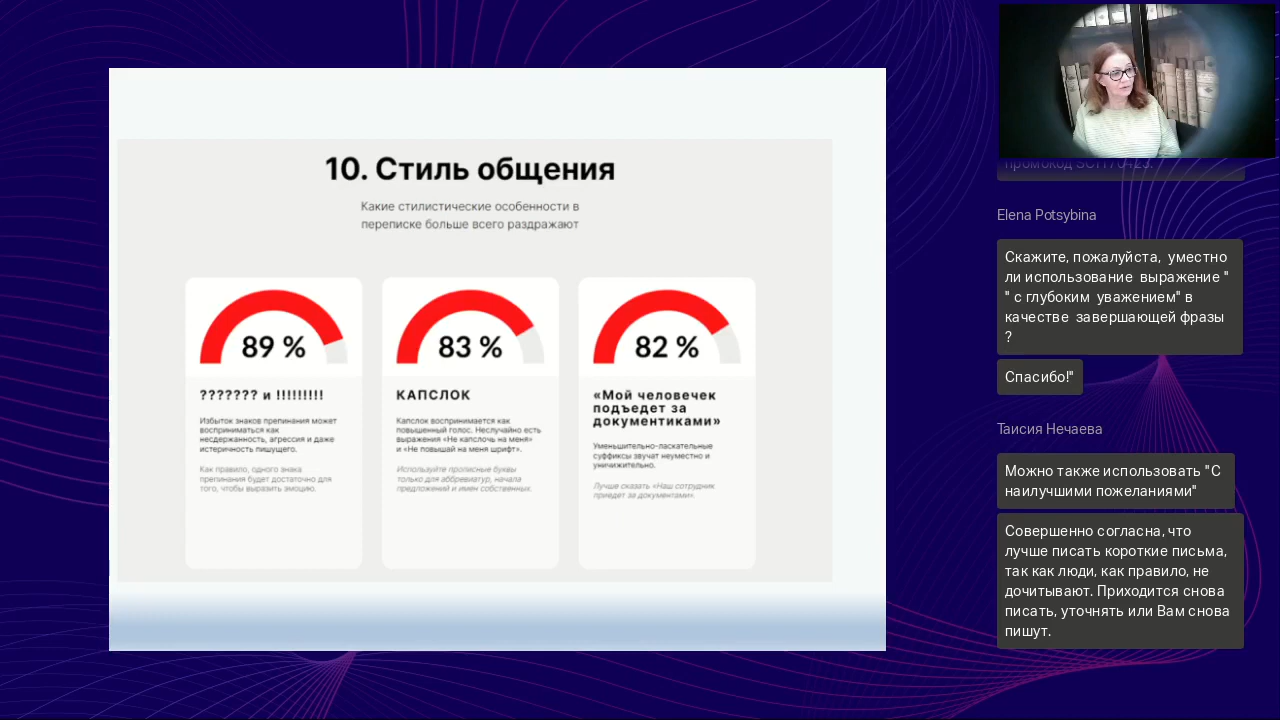 10. Стиль общения
Какие стилистические особенности в
переписке больше всего раздражают
89 %
??????? и !!!!!!!!!
Избыток знаков препинания может
восприниматься как
несдержанность, агрессия и даже
истеричность пишущего.
Как правило, одного знака
препинания будет достаточно для
того, чтобы выразить эмоцию.
83 %
КАПСЛОК
Капслок воспринимается как
повышенный голос. Неслучайно есть
выражения «Не капслочь на меня»
и «Не повышай на меня шрифт».
Используйте прописные буквы
только для аббревиатур, начала
предложений и имен собственных.
82 %
«Мой человечек
подъедет за
документиками»
Уменьшительно-ласкательные
суффиксы звучат неуместно и
уничижительно.
Лучше сказать «Наш сотрудник
приедет за документами».
промокод
Elena Potsybina
Скажите, пожалуйста, уместно
ли использование выражение "
" с глубоким уважением" в
качестве завершающей фразы
?
Спасибо!"
Таисия Нечаева
Можно также использовать "С
наилучшими пожеланиями"
Совершенно согласна, что
лучше писать короткие письма,
так как люди, как правило, не
дочитывают. Приходится снова
писать, уточнять или Вам снова
пишут.